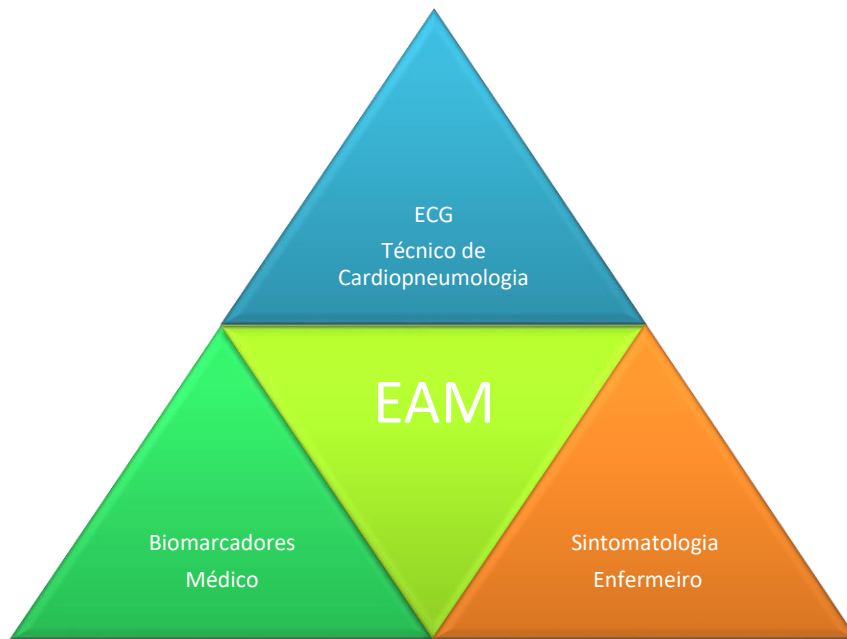 ECG
Técnico de
Cardiopneumologia
EAM
Biomarcadores
Médico
Sintomatologia
Enfermeiro